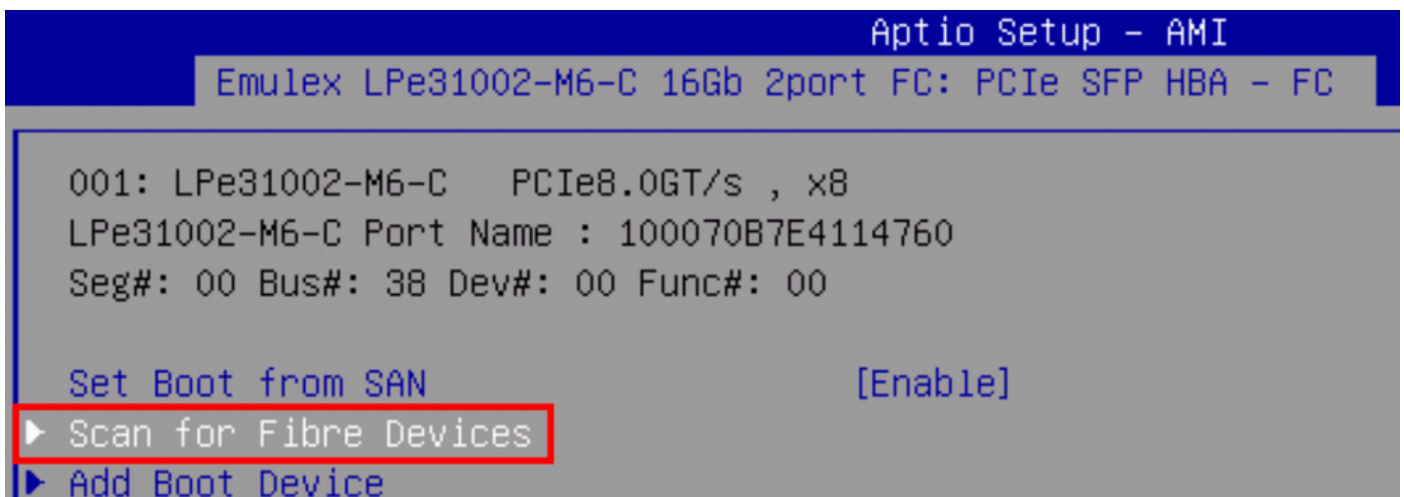 Aptio Setup – AMI
Emulex LPe31002-M6-C 16Gb 2port FC: PCIe SFP HBA – FC
001: LPe31002-M6-C PCIe8.0GT/s , x8
LPe31002-M6-C Port Name : 100070B7E4114760
Seg#: 00 Bus#: 38 Dev#: 00 Func#: 00
Set Boot from SAN [Enable]
Scan for Fibre Devices
Add Boot Device